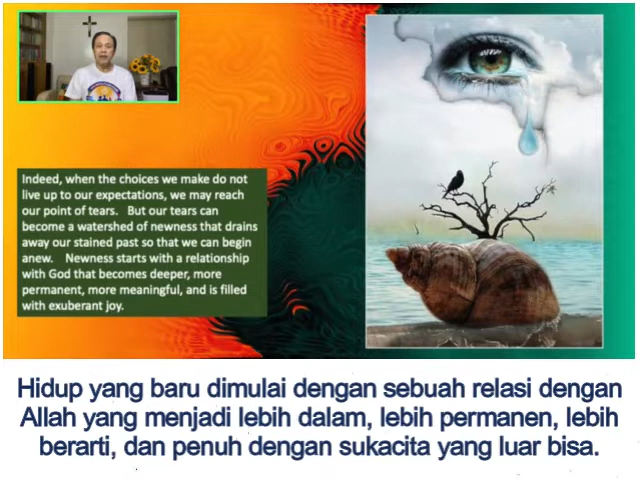 Indeed, when the choices we make do not
live up to our expectations, we may reach
our point of tears. But our tears can
become a watershed of newness that drains
away our stained past so that we can begin
anew. Newness starts with a relationship
with God that becomes deeper, more
permanent, more meaningful, and is filled
with exuberant joy.
Hidup yang baru dimulai dengan sebuah relasi dengan
Allah yang menjadi lebih dalam, lebih permanen, lebih
berarti, dan penuh dengan sukacita yang luar bisa.